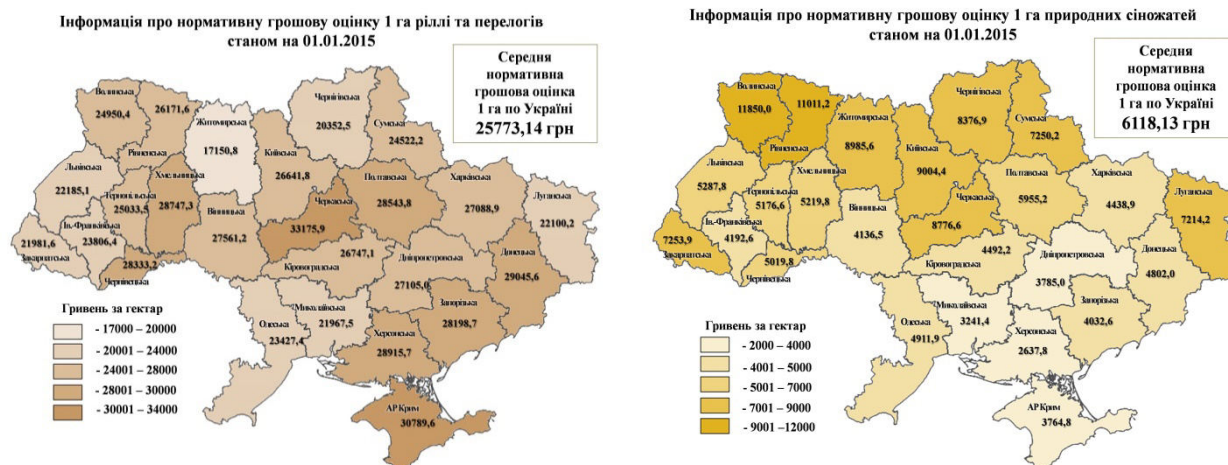 Інформація про нормативну грошову оцінку 1 га ріллі та перелогів
станом на 01.01.2015
Середня
нормативна
грошова оцінка
1 га по Україні
25773,14 грн
Волинська
24950,4
26171,6
Рівненська
Житомирська
17150,8
Київська
26641,8
Чернігівська
20352,5
Сумська
24522,2
Львівська
22185,1
Тернопільська
25033,5
Хмельницька
28747,3
Вінницька
27561,2
Черкаська
33175,9
Полтавська
28543,8
Харківська
27088,9
Луганська
22100,2
Ів.-Франківська
23806,4
21981,6
Закарпатська
28333,2
Чернівецька
26747,1
Кіровоградська
Дніпропетровська
27105,0
Донецька
29045,6
Запорізька
28198,7
Миколаївська
21967,5
Одеська
23427,4
Херсонська
28915,7
АР Крим
30789,6
Гривень за гектар
- 17000 – 20000
- 20001 – 24000
- 24001 – 28000
- 28001 – 30000
- 30001 – 34000
Інформація про нормативну грошову оцінку 1 га природних сіножатей
станом на 01.01.2015
Середня
нормативна
грошова оцінка
1 га по Україні
6118,13 грн
Волинська
11850,0
11011,2
Рівненська
Житомирська
8985,6
Київська
9004,4
Чернігівська
8376,9
Сумська
7250,2
Львівська
5287,8
Тернопільська
5176,6
Хмельницька
5219,8
Вінницька
4136,5
Черкаська
8776,6
Полтавська
5955,2
Харківська
4438,9
Луганська
7214,2
Ів.-Франківська
4192,6
7253,9
Закарпатська
5019,8
Чернівецька
4492,2
Кіровоградська
Дніпропетровська
3785,0
Донецька
4802,0
Запорізька
4032,6
Миколаївська
3241,4
Одеська
4911,9
Херсонська
2637,8
АР Крим
3764,8
Гривень за гектар
- 2000 – 4000
- 4001 – 5000
- 5001 – 7000
- 7001 – 9000
- 9001 –12000